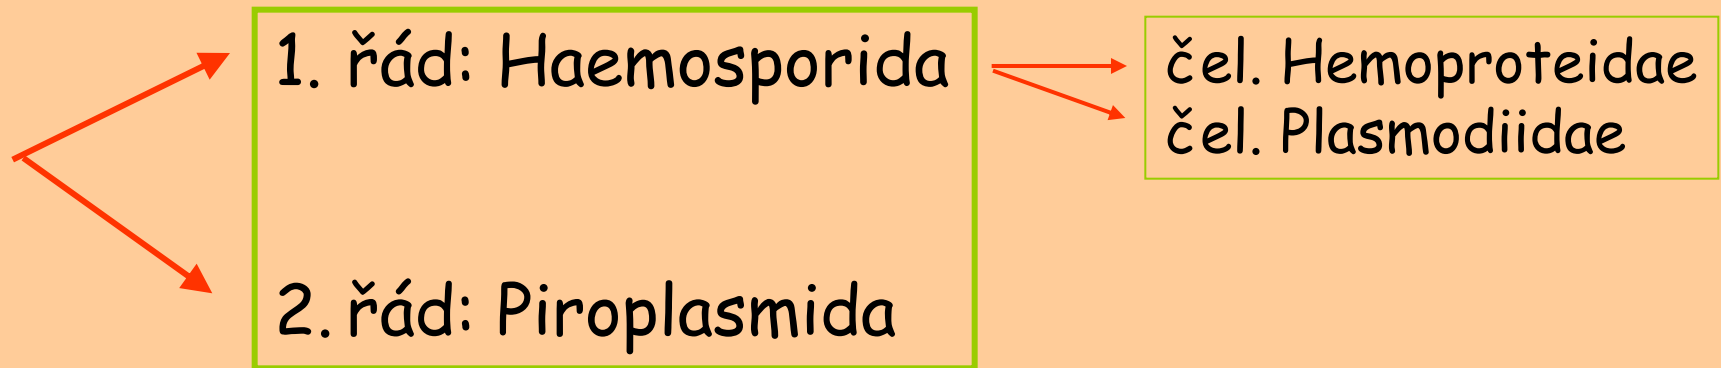 1. řád: Haemosporida
čel. Hemoproteidae
čel. Plasmodiidae
2. řád: Piroplasmida